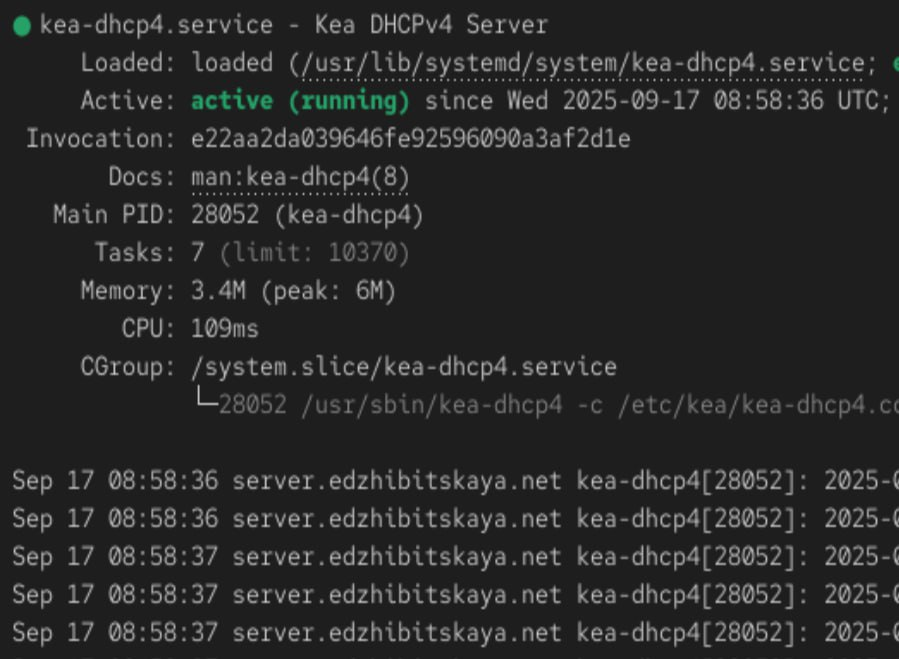 ● kea-dhcp4.service - Kea DHCPv4 Server
Loaded: loaded (/usr/lib/systemd/system/kea-dhcp4.service;
Active: active (running) since Wed 2025-09-17 08:58:36 UTC;
Invocation: e22aa2da039646fe92596090a3af2d1e
Docs: man:kea-dhcp4(8)
Main PID: 28052 (kea-dhcp4)
Tasks: 7 (limit: 10370)
Memory: 3.4M (peak: 6M)
CPU: 109ms
CGroup: /system.slice/kea-dhcp4.service
└─28052 /usr/sbin/kea-dhcp4 -c /etc/kea/kea-dhcp4.co
Sep 17 08:58:36 server.edzhibitskaya.net kea-dhcp4[28052]: 2025-0
Sep 17 08:58:36 server.edzhibitskaya.net kea-dhcp4[28052]: 2025-0
Sep 17 08:58:37 server.edzhibitskaya.net kea-dhcp4[28052]: 2025-0
Sep 17 08:58:37 server.edzhibitskaya.net kea-dhcp4[28052]: 2025-0
Sep 17 08:58:37 server.edzhibitskaya.net kea-dhcp4[28052]: 2025-0